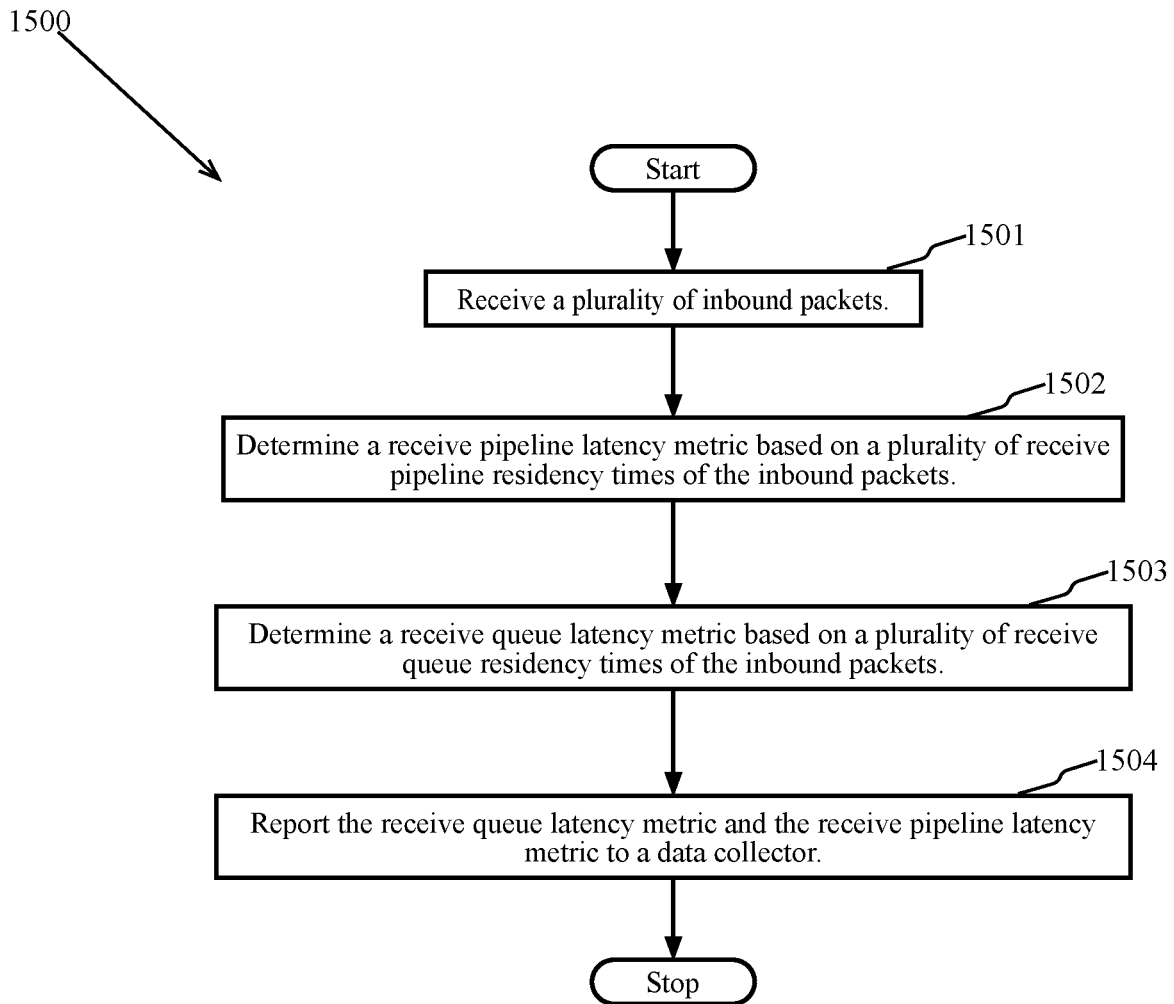 1500
Start
1501
Receive a plurality of inbound packets.
1502
Determine a receive pipeline latency metric based on a plurality of receive
pipeline residency times of the inbound packets.
1503
Determine a receive queue latency metric based on a plurality of receive
queue residency times of the inbound packets.
1504
Report the receive queue latency metric and the receive pipeline latency
metric to a data collector.
Stop